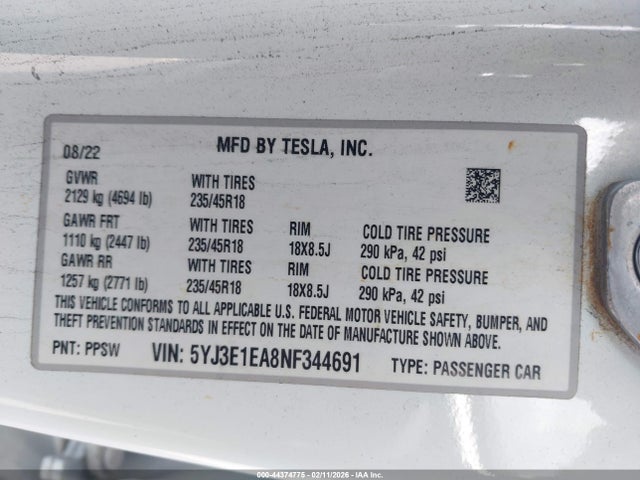 08/22 MFD BY TESLA, INC.
GVWR WITH TIRES
2129 kg (4694 lb) 235/45R18
GAWR FRT WITH TIRES RIM COLD TIRE PRESSURE
1110 kg (2447 lb) 235/45R18 18X8.5J 290 kPa, 42 psi
GAWR RR WITH TIRES RIM COLD TIRE PRESSURE
1257 kg (2771 lb) 235/45R18 18X8.5J 290 kPa, 42 psi
THIS VEHICLE CONFORMS TO ALL APPLICABLE U.S. FEDERAL MOTOR VEHICLE SAFETY, BUMPER, AND
THEFT PREVENTION STANDARDS IN EFFECT ON THE DATE OF MANUFACTURE SHOWN ABOVE.
PNT: PPSW VIN: 5YJ3E1EA8NF344691 TYPE: PASSENGER CAR
000-44374775 - 02/11/2026 - IAA Inc.